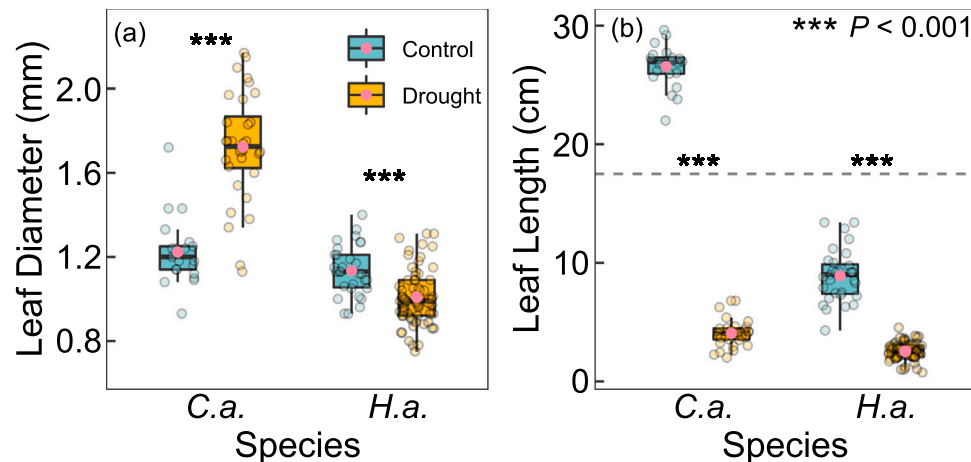 (a)
***
Control
Drought
***
2.0
1.6
1.2
0.8
Leaf Diameter (mm)
C.a.
H.a.
Species
(b)
*** P < 0.001
***
***
30
20
10
0
Leaf Length (cm)
C.a.
H.a.
Species